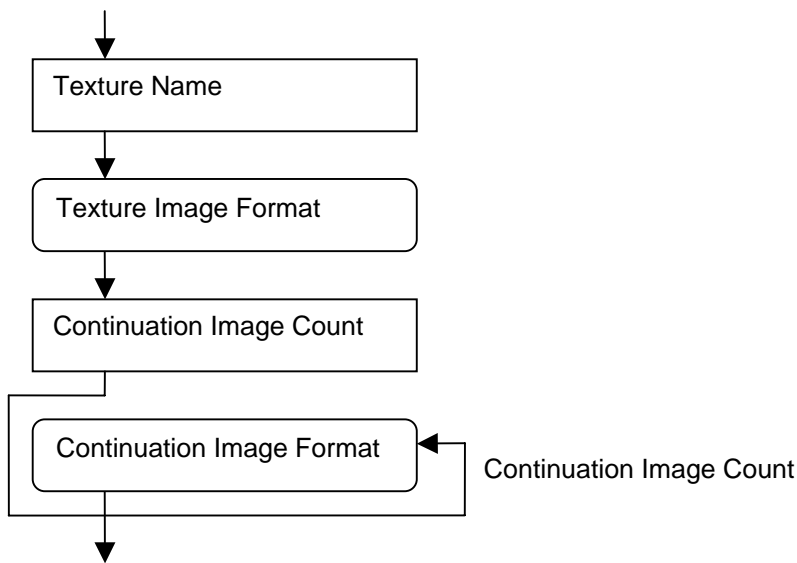 Texture Name
Texture Image Format
Continuation Image Count
Continuation Image Format
Continuation Image Count